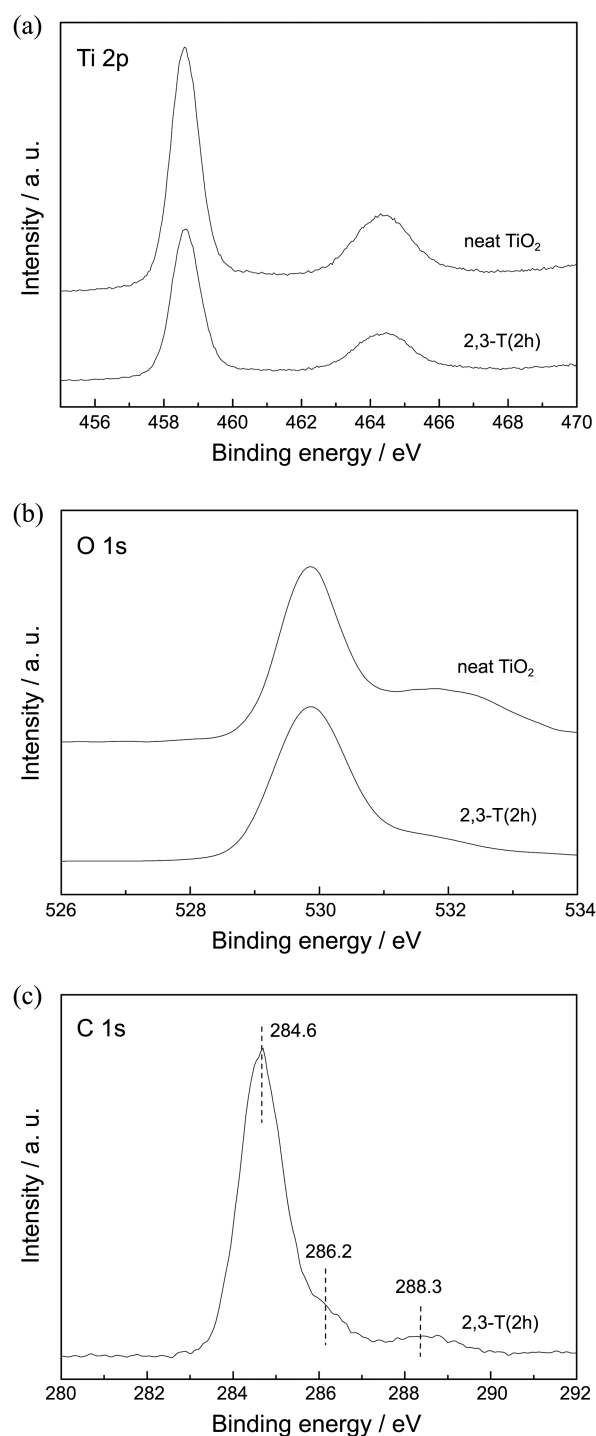 (a)
Ti 2p
Intensity / a. u.
neat TiO₂
2,3-T(2h)
456 458 460 462 464 466 468 470
Binding energy / eV
(b)
O 1s
Intensity / a. u.
neat TiO₂
2,3-T(2h)
526 528 530 532 534
Binding energy / eV
(c)
C 1s
284.6
Intensity / a. u.
286.2
288.3
2,3-T(2h)
280 282 284 286 288 290 292
Binding energy / eV